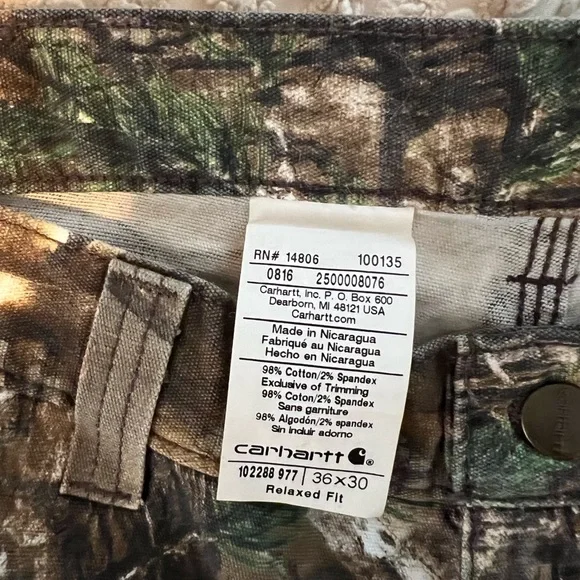 RN# 14806 100135
0816 2500008076
Carhartt, Inc. P. O. Box 600
Dearborn, MI 48121 USA
Carhartt.com
Made in Nicaragua
Fabriqué au Nicaragua
Hecho en Nicaragua
98% Cotton/2% Spandex
Exclusive of Trimming
98% Coton/2% Spandex
Sans garniture
98% Algodón/2% Spandex
Sin incluir adorno
carhartt
102288 977 36x30
Relaxed Fit